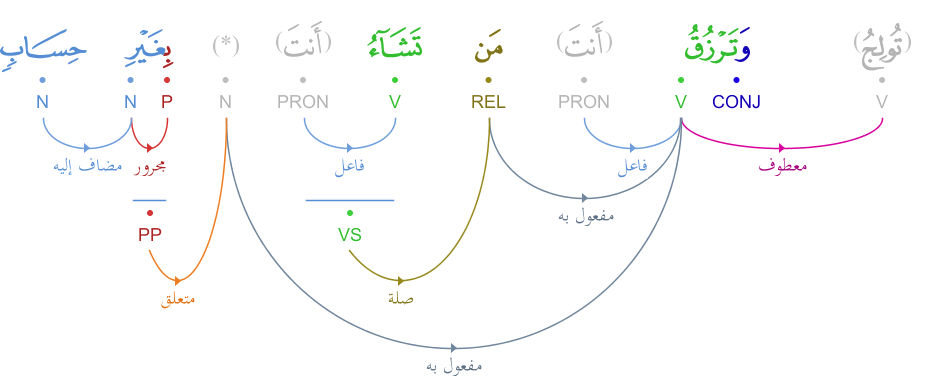 (تُولِجُ) وَتَرْزُقُ (أَنتَ) مَن تَشَآءُ (أَنتَ) (*) بِغَيْرِ حِسَابٍ
V CONJ V PRON REL V PRON N P N N
معطوف فاعل فاعل مجرور مضاف إليه
مفعول به
VS PP
صلة متعلق
مفعول به